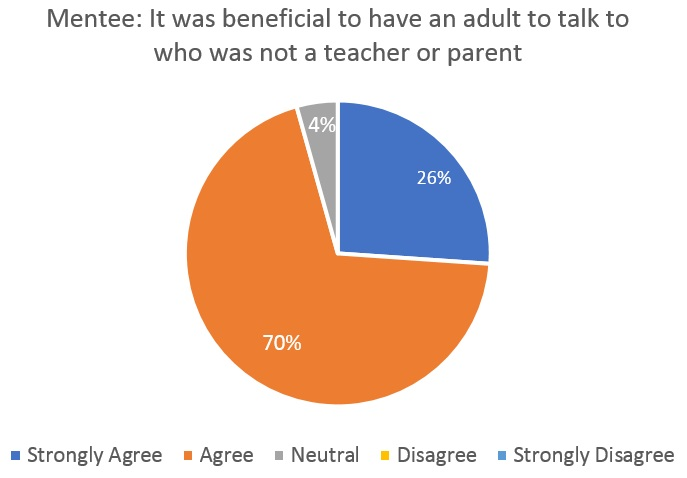 Mentee: It was beneficial to have an adult to talk to
who was not a teacher or parent
4%
26%
70%
Strongly Agree Agree Neutral Disagree Strongly Disagree